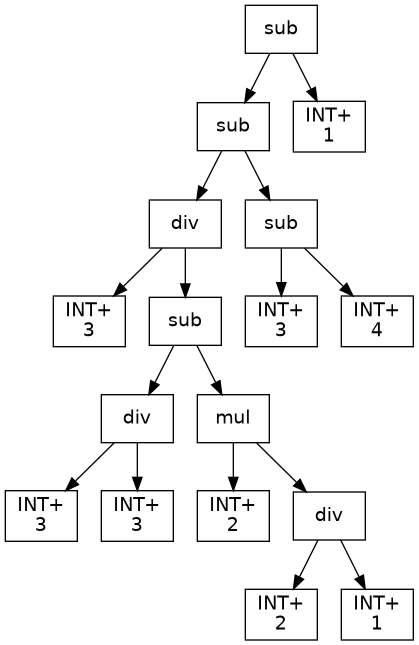 sub
sub
INT+
1
div
sub
INT+
3
sub
INT+
3
INT+
4
div
mul
INT+
3
INT+
3
INT+
2
div
INT+
2
INT+
1